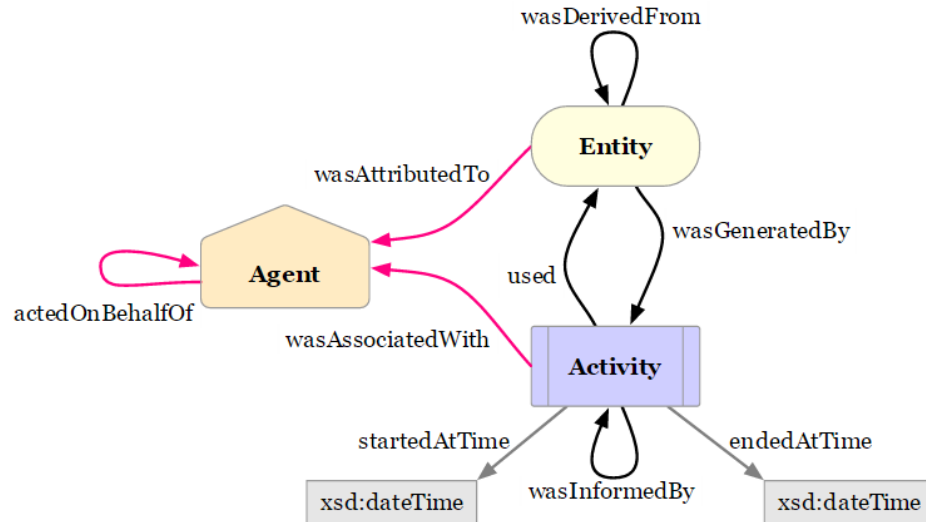 wasDerivedFrom
Entity
wasAttributedTo
wasGeneratedBy
Agent
used
actedOnBehalfOf
wasAssociatedWith
Activity
startedAtTime
endedAtTime
wasInformedBy
xsd:dateTime
xsd:dateTime